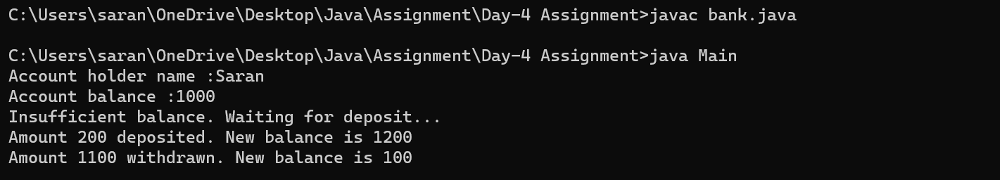 C:\Users\saran\OneDrive\Desktop\Java\Assignment\Day-4 Assignment>javac bank.java
C:\Users\saran\OneDrive\Desktop\Java\Assignment\Day-4 Assignment>java Main
Account holder name :Saran
Account balance :1000
Insufficient balance. Waiting for deposit...
Amount 200 deposited. New balance is 1200
Amount 1100 withdrawn. New balance is 100